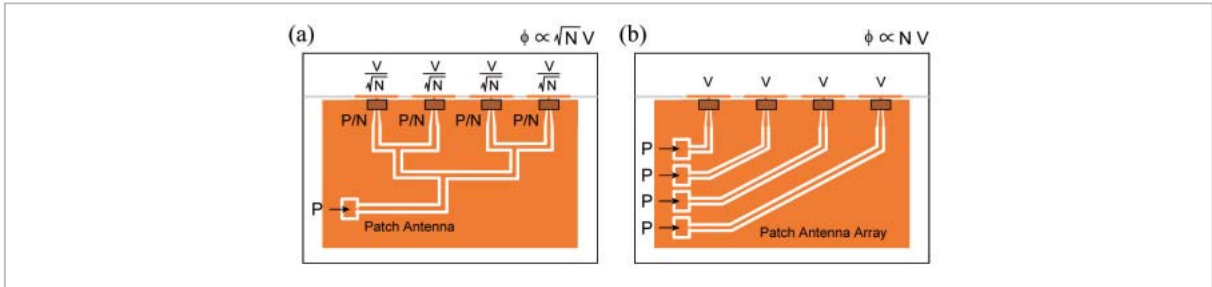 (a)
ϕ ∝ √N V
V/√N V/√N V/√N V/√N
P/N P/N P/N P/N
P
Patch Antenna
(b)
ϕ ∝ N V
V V V V
P
P
P
P
Patch Antenna Array